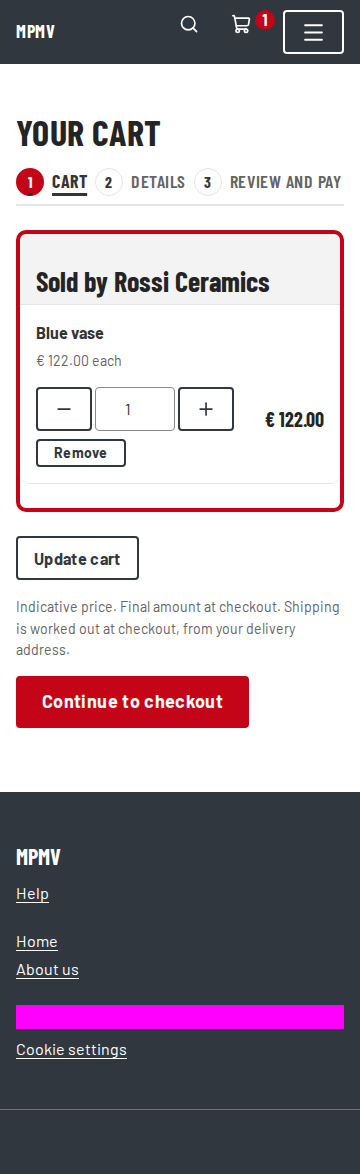 MPMV
1
YOUR CART
1 CART 2 DETAILS 3 REVIEW AND PAY
Sold by Rossi Ceramics
Blue vase
€ 122.00 each
− 1 +
€ 122.00
Remove
Update cart
Indicative price. Final amount at checkout. Shipping
is worked out at checkout, from your delivery
address.
Continue to checkout
MPMV
Help
Home
About us
Cookie settings